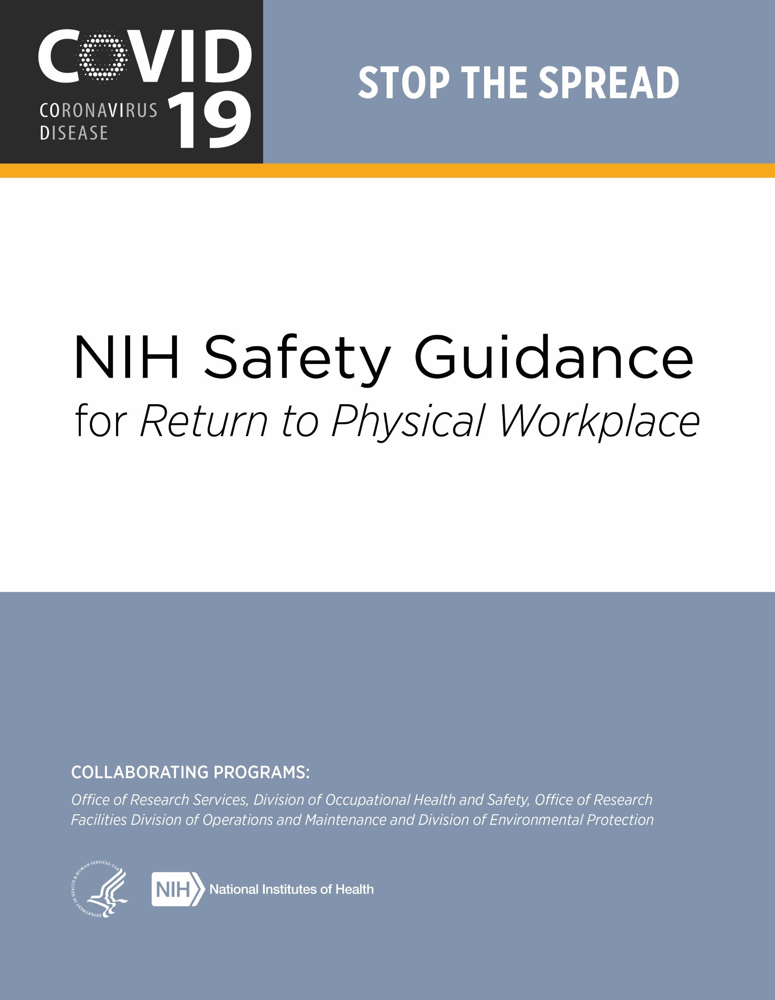 COVID
19
CORONAVIRUS
DISEASE
STOP THE SPREAD
NIH Safety Guidance
for Return to Physical Workplace
COLLABORATING PROGRAMS:
Office of Research Services, Division of Occupational Health and Safety, Office of Research
Facilities Division of Operations and Maintenance and Division of Environmental Protection
DEPARTMENT OF HEALTH & HUMAN SERVICES·USA
NIH
National Institutes of Health